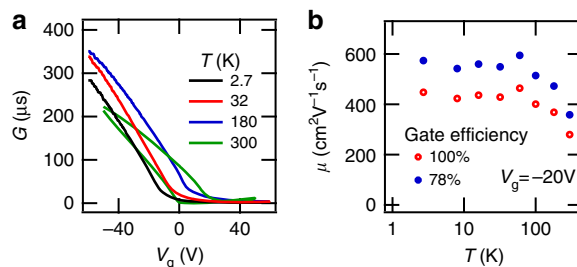 a
400
300
200
100
0
G (μs)
T (K)
2.7
32
180
300
−40
0
40
Vg (V)
b
600
400
200
0
μ (cm²V⁻¹s⁻¹)
Gate efficiency
100%
78%
Vg=−20V
1
10
100
T (K)